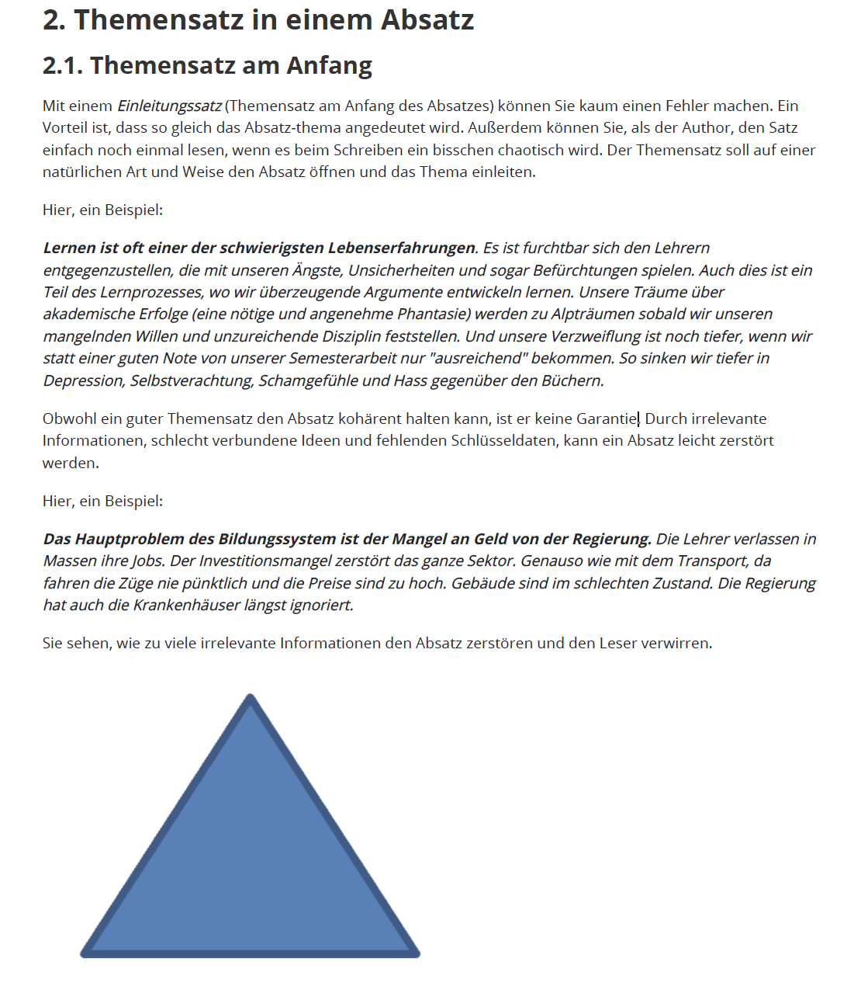 2. Themensatz in einem Absatz
2.1. Themensatz am Anfang
Mit einem Einleitungssatz (Themensatz am Anfang des Absatzes) können Sie kaum einen Fehler machen. Ein
Vorteil ist, dass so gleich das Absatz-thema angedeutet wird. Außerdem können Sie, als der Author, den Satz
einfach noch einmal lesen, wenn es beim Schreiben ein bisschen chaotisch wird. Der Themensatz soll auf einer
natürlichen Art und Weise den Absatz öffnen und das Thema einleiten.
Hier, ein Beispiel:
Lernen ist oft einer der schwierigsten Lebenserfahrungen. Es ist furchtbar sich den Lehrern
entgegenzustellen, die mit unseren Ängste, Unsicherheiten und sogar Befürchtungen spielen. Auch dies ist ein
Teil des Lernprozesses, wo wir überzeugende Argumente entwickeln lernen. Unsere Träume über
akademische Erfolge (eine nötige und angenehme Phantasie) werden zu Alpträumen sobald wir unseren
mangelnden Willen und unzureichende Disziplin feststellen. Und unsere Verzweiflung ist noch tiefer, wenn wir
statt einer guten Note von unserer Semesterarbeit nur "ausreichend" bekommen. So sinken wir tiefer in
Depression, Selbstverachtung, Schamgefühle und Hass gegenüber den Büchern.
Obwohl ein guter Themensatz den Absatz kohärent halten kann, ist er keine Garantie. Durch irrelevante
Informationen, schlecht verbundene Ideen und fehlenden Schlüsseldaten, kann ein Absatz leicht zerstört
werden.
Hier, ein Beispiel:
Das Hauptproblem des Bildungssystem ist der Mangel an Geld von der Regierung. Die Lehrer verlassen in
Massen ihre Jobs. Der Investitionsmangel zerstört das ganze Sektor. Genauso wie mit dem Transport, da
fahren die Züge nie pünktlich und die Preise sind zu hoch. Gebäude sind im schlechten Zustand. Die Regierung
hat auch die Krankenhäuser längst ignoriert.
Sie sehen, wie zu viele irrelevante Informationen den Absatz zerstören und den Leser verwirren.